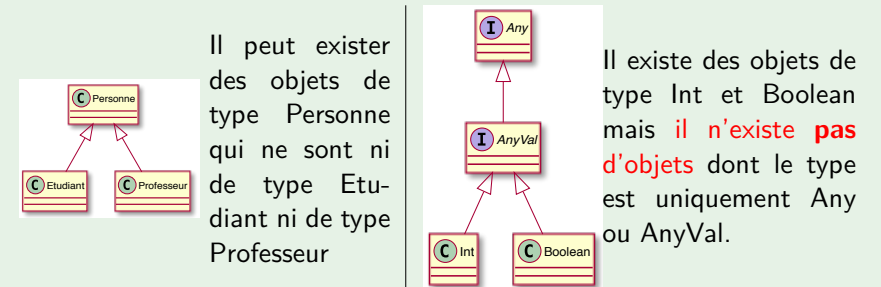 C Personne
C Etudiant
C Professeur
Il peut exister
des objets de
type Personne
qui ne sont ni
de type Etu-
diant ni de type
Professeur
I Any
I AnyVal
C Int
C Boolean
Il existe des objets de
type Int et Boolean
mais il n'existe pas
d'objets dont le type
est uniquement Any
ou AnyVal.